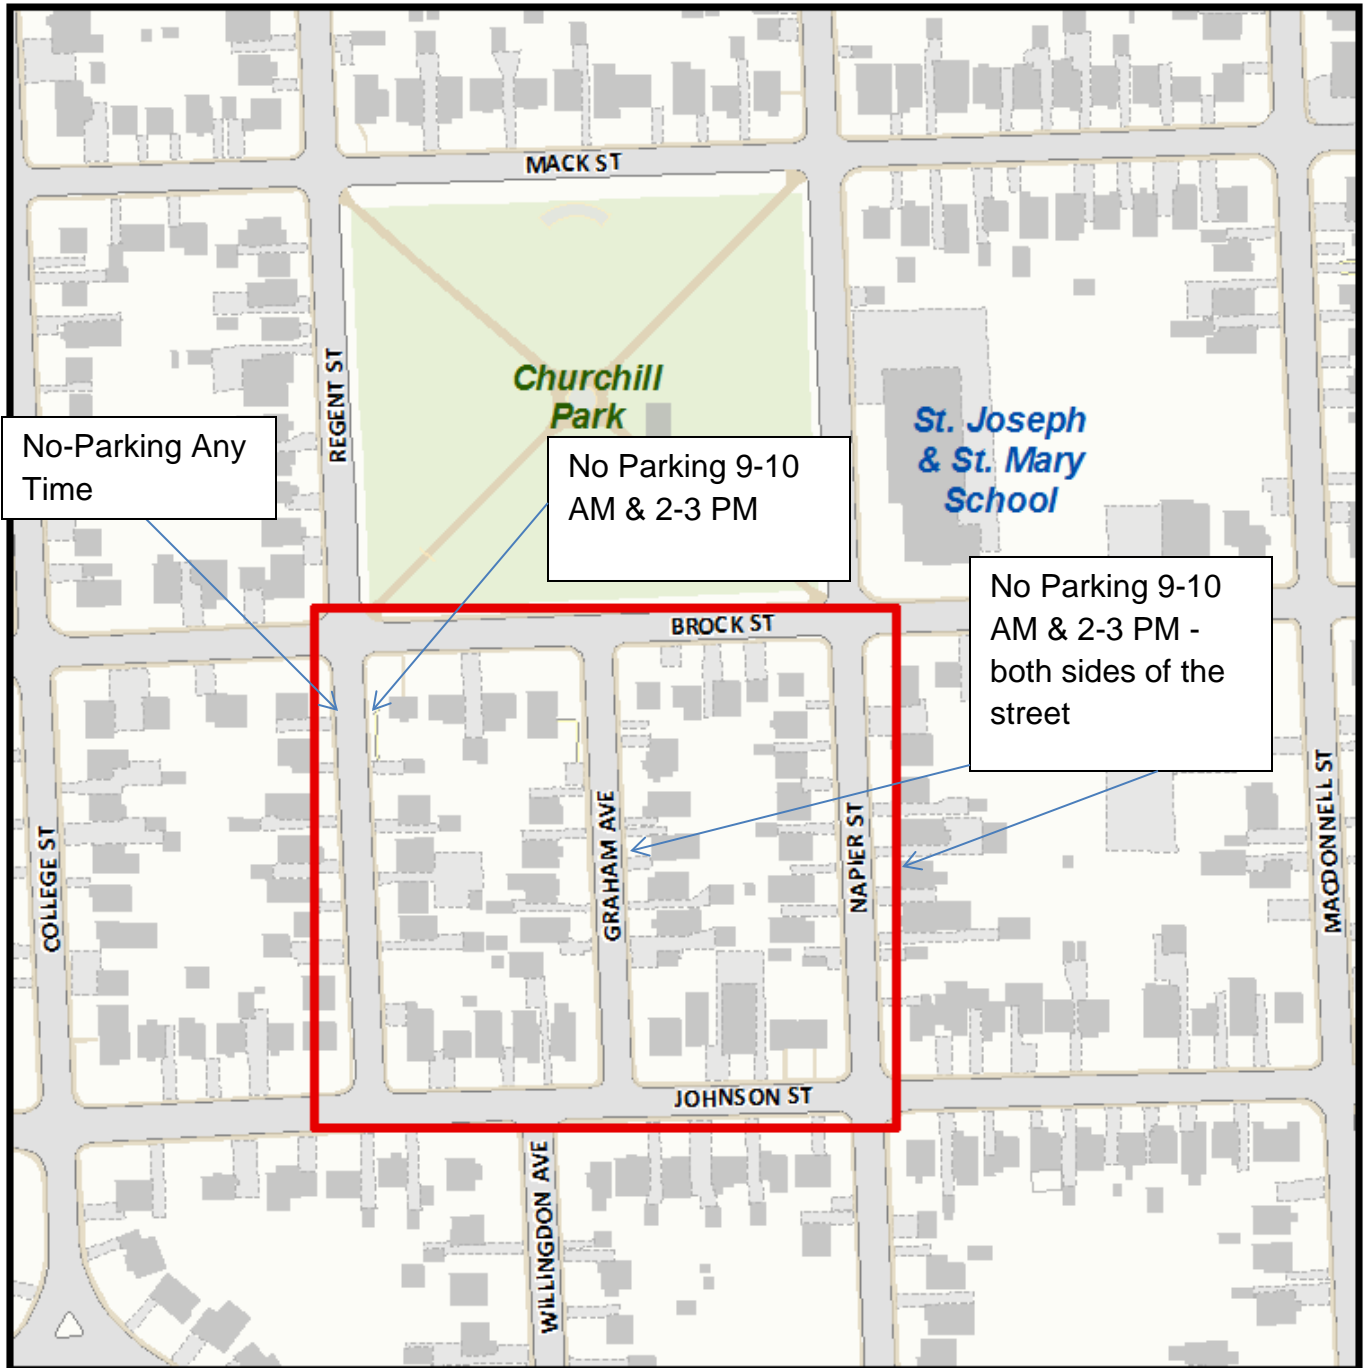 MACK ST
REGENT ST
Churchill
Park
St. Joseph
& St. Mary
School
No-Parking Any
Time
No Parking 9-10
AM & 2-3 PM
No Parking 9-10
AM & 2-3 PM -
both sides of the
street
BROCK ST
COLLEGE ST
GRAHAM AVE
NAPIER ST
MACDONNELL ST
JOHNSON ST
WILLINGDON AVE